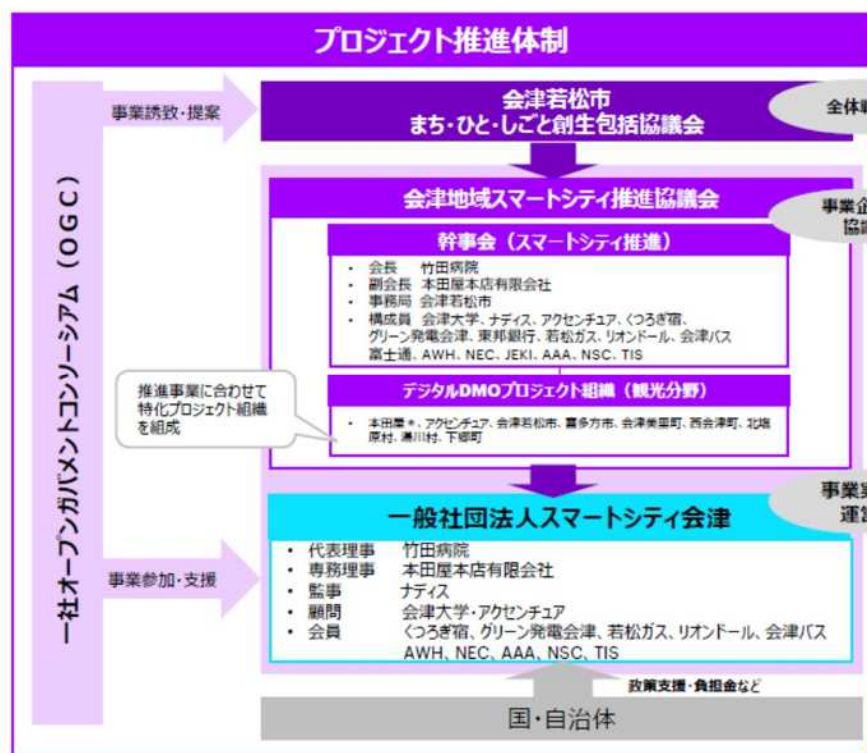 プロジェクト推進体制
一社オープンガバメントコンソーシアム（OGC）
事業誘致・提案
会津若松市
まち・ひと・しごと創生包括協議会
全体
会津地域スマートシティ推進協議会
事業企
協
幹事会（スマートシティ推進）
・ 会長 竹田病院
・ 副会長 本田屋本店有限会社
・ 事務局 会津若松市
・ 構成員 会津大学、ナディス、アクセンチュア、くつろぎ宿、
グリーン発電会津、東邦銀行、若松ガス、リオンドール、会津バス
富士通、AWH、NEC、JEKI、AAA、NSC、TIS
推進事業に合わせて
特化プロジェクト組織
を組成
デジタルDMOプロジェクト組織（観光分野）
・ 本田屋＊、アクセンチュア、会津若松市、喜多方市、会津美里町、西会津町、北塩
原村、湯川村、下郷町
事業
運
一般社団法人スマートシティ会津
・ 代表理事 竹田病院
・ 専務理事 本田屋本店有限会社
・ 監事 ナディス
・ 顧問 会津大学・アクセンチュア
・ 会員 くつろぎ宿、グリーン発電会津、若松ガス、リオンドール、会津バス
AWH、NEC、AAA、NSC、TIS
事業参加・支援
政策支援・負担金など
国・自治体